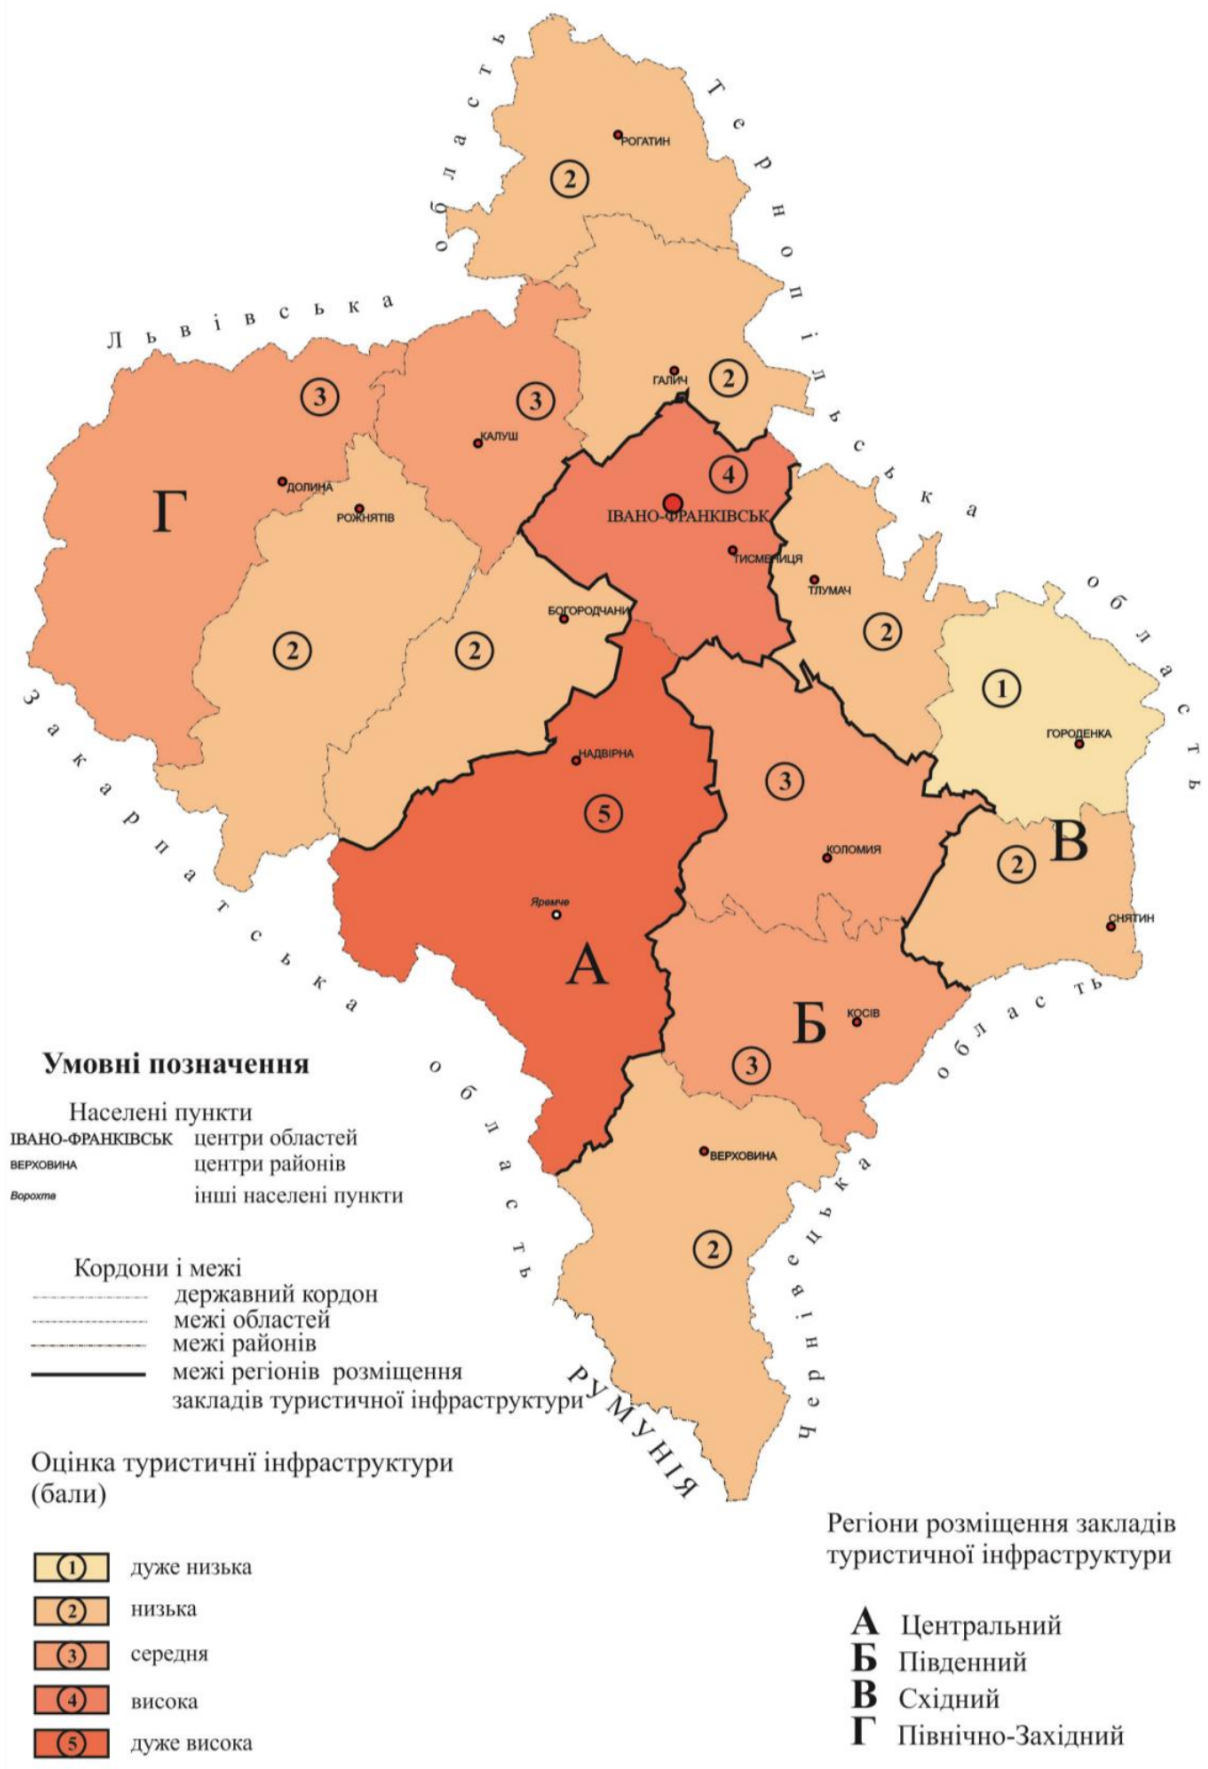 Львівська область
Тернопільська область
РОГАТИН
2
ГАЛИЧ
2
3
3
КАЛУШ
ДОЛИНА
Г
РОЖНЯТІВ
4
ІВАНО-ФРАНКІВСЬК
ТИСМЕНИЦЯ
ТЛУМАЧ
2
БОГОРОДЧАНИ
2
2
1
ГОРОДЕНКА
НАДВІРНА
5
3
КОЛОМИЯ
В
2
СНЯТИН
Яремче
А
Б
КОСІВ
3
ВЕРХОВИНА
2
Закарпатська область
Чернівецька область
РУМУНІЯ
Умовні позначення
Населені пункти
ІВАНО-ФРАНКІВСЬК центри областей
ВЕРХОВИНА центри районів
Ворохта інші населені пункти
Кордони і межі
державний кордон
межі областей
межі районів
межі регіонів розміщення
закладів туристичної інфраструктури
Оцінка туристичнї інфраструктури
(бали)
1 дуже низька
2 низька
3 середня
4 висока
5 дуже висока
Регіони розміщення закладів
туристичної інфраструктури
А Центральний
Б Південний
В Східний
Г Північно-Західний